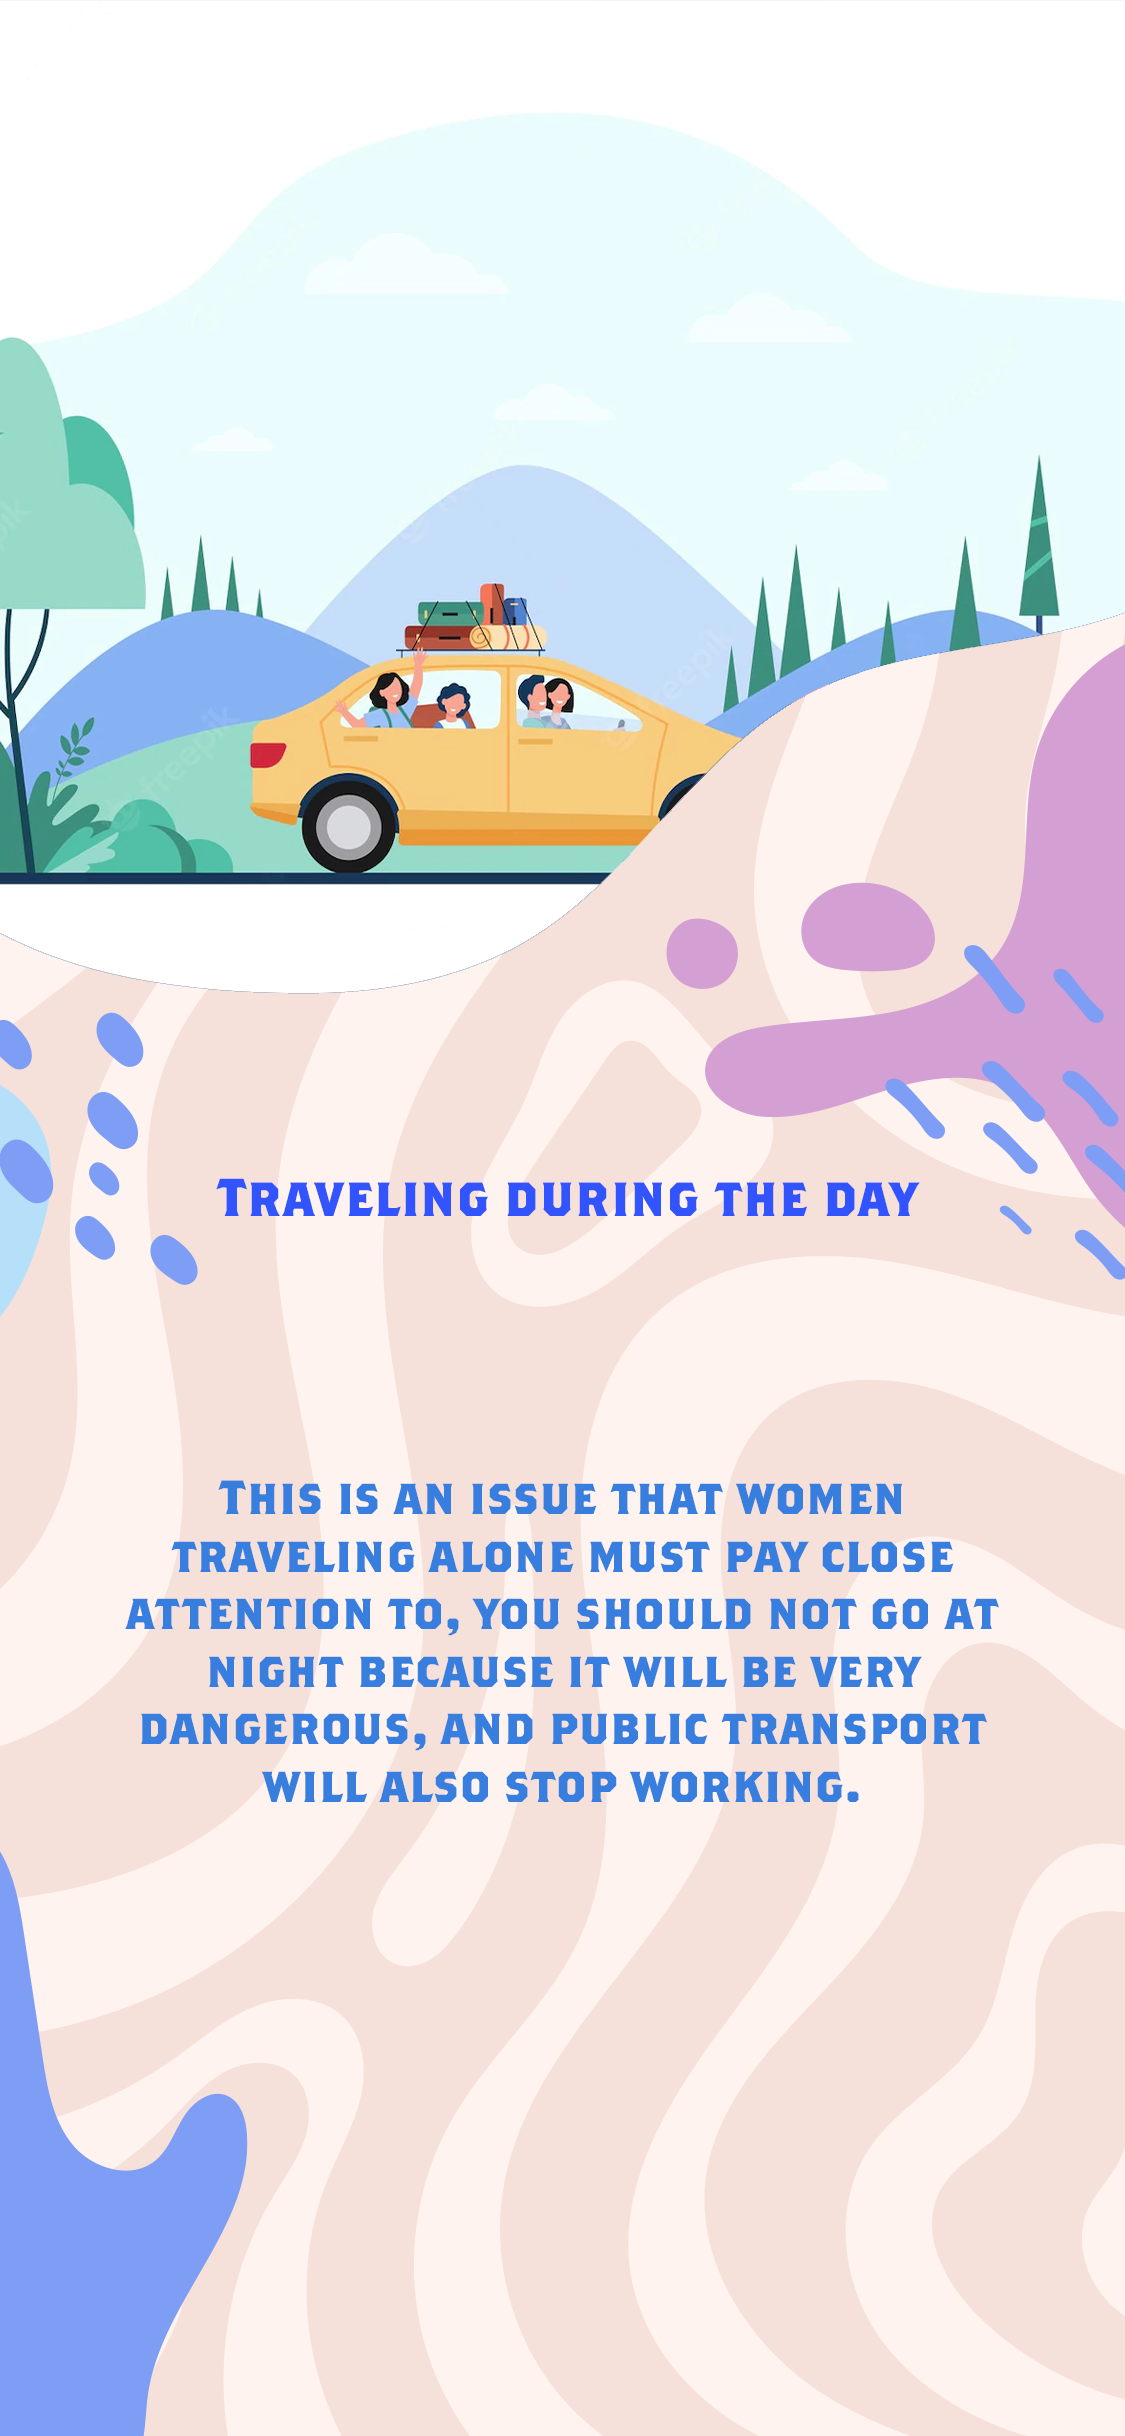 Traveling during the day
This is an issue that women
traveling alone must pay close
attention to, you should not go at
night because it will be very
dangerous, and public transport
will also stop working.